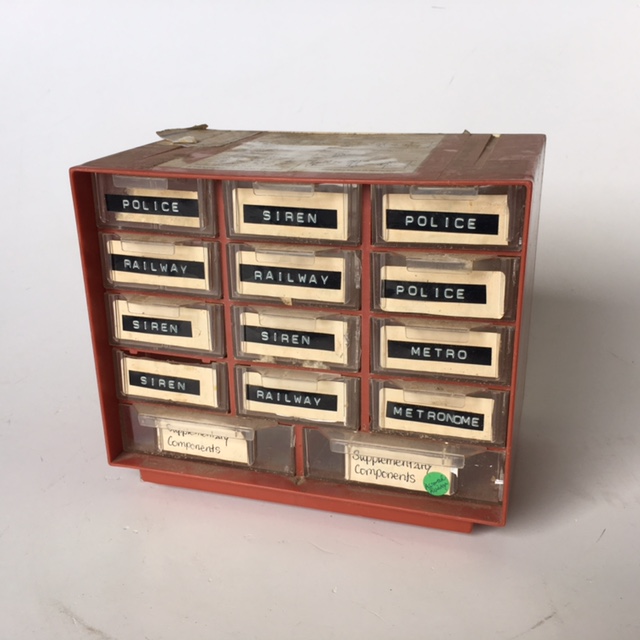 POLICE
SIREN
POLICE
RAILWAY
RAILWAY
POLICE
SIREN
SIREN
METRO
SIREN
RAILWAY
METRONOME
Supplementary
Components
Supplementary
Components